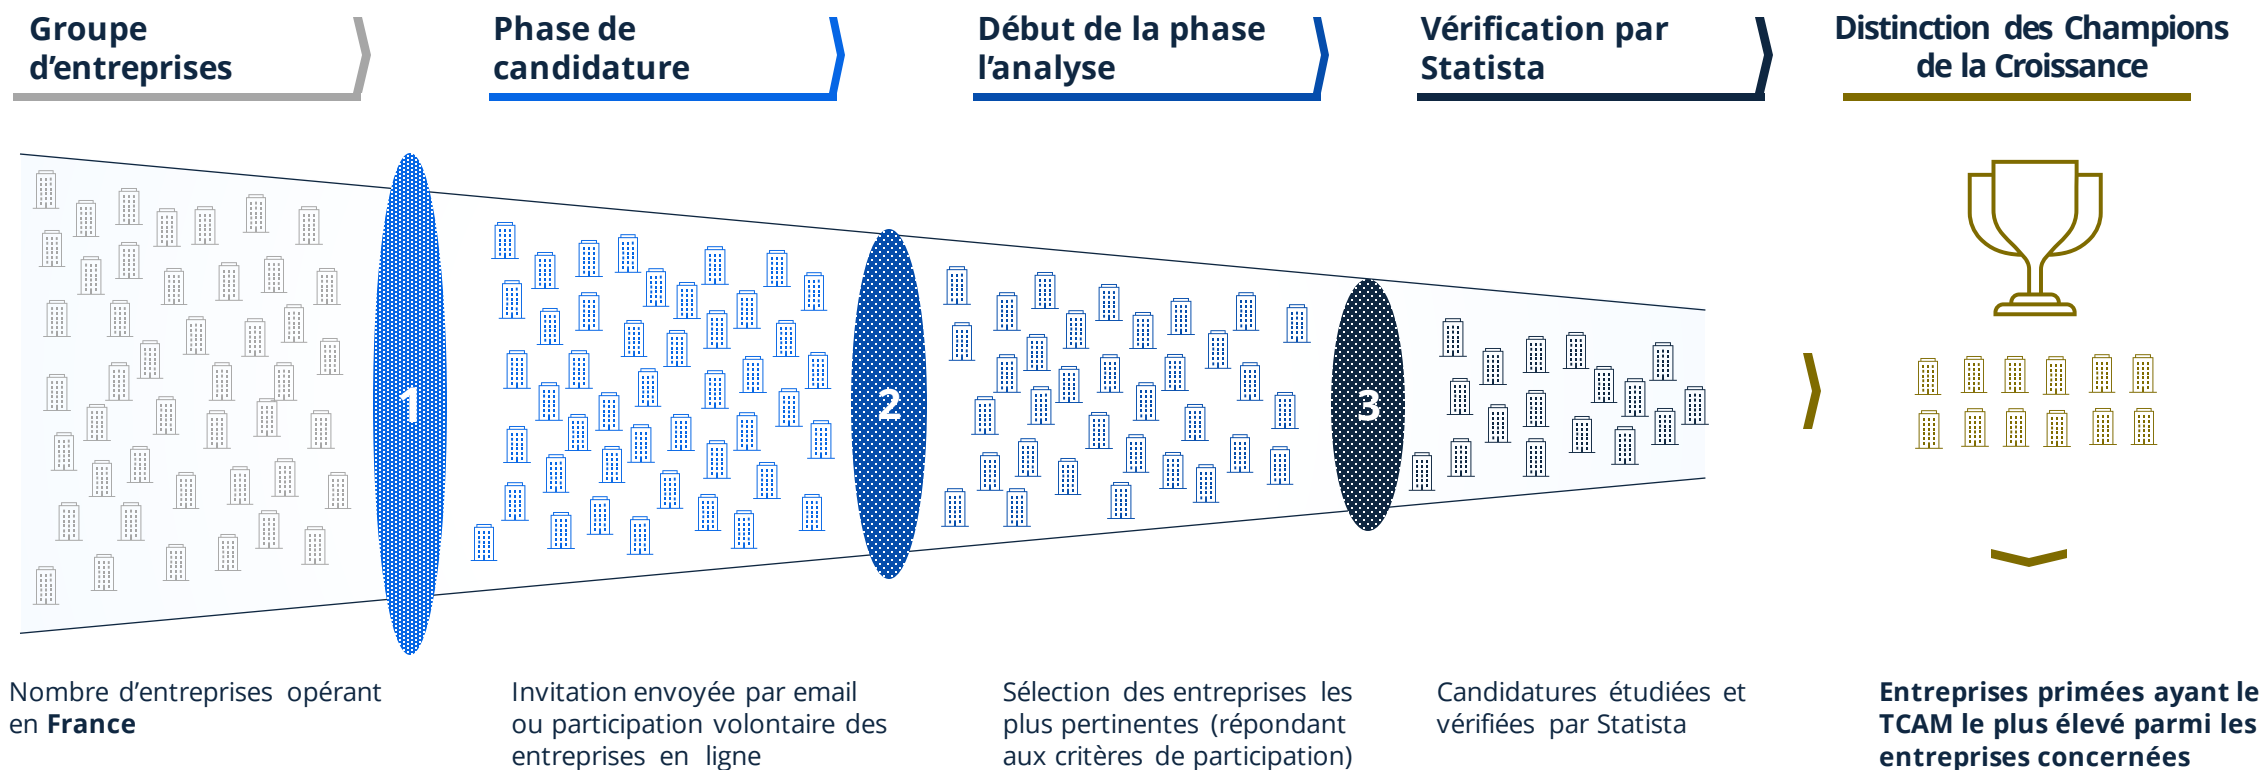 Groupe
d’entreprises
Phase de
candidature
Début de la phase
l’analyse
Vérification par
Statista
Distinction des Champions
de la Croissance
1
2
3
Nombre d’entreprises opérant
en France
Invitation envoyée par email
ou participation volontaire des
entreprises en ligne
Sélection des entreprises les
plus pertinentes (répondant
aux critères de participation)
Candidatures étudiées et
vérifiées par Statista
Entreprises primées ayant le
TCAM le plus élevé parmi les
entreprises concernées